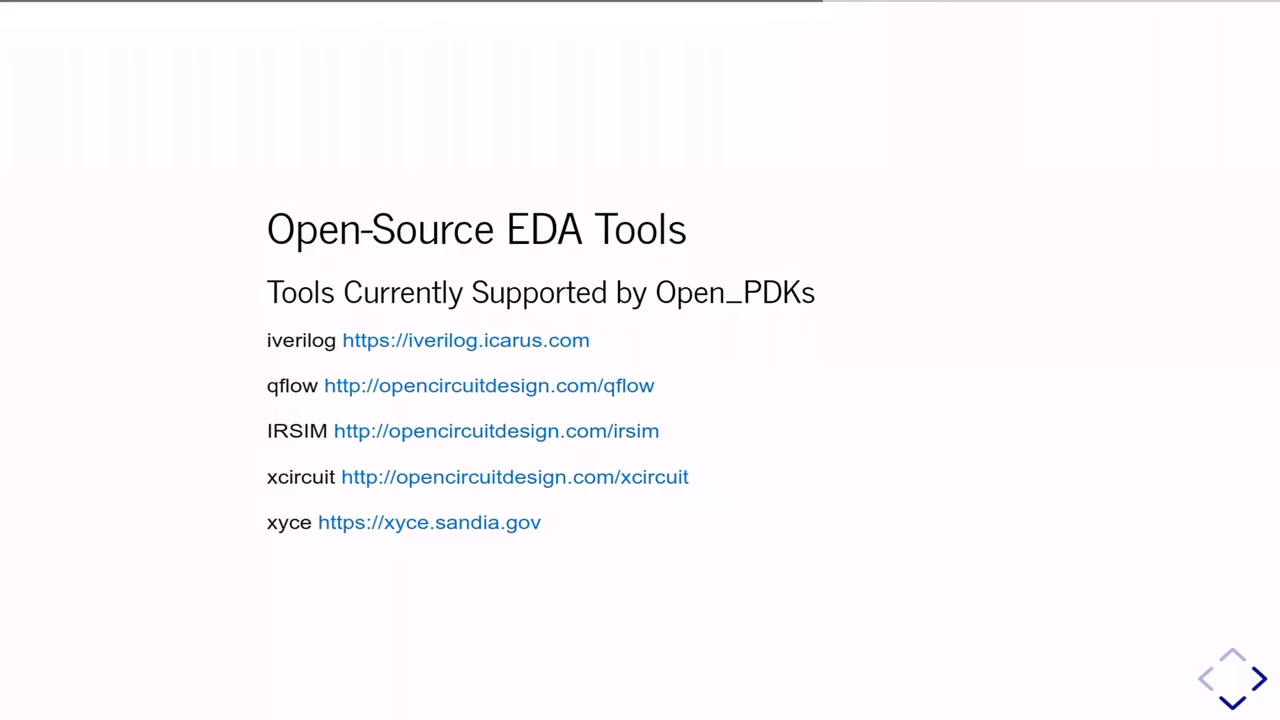 Open-Source EDA Tools
Tools Currently Supported by Open_PDKs
iverilog https://iverilog.icarus.com
qflow http://opencircuitdesign.com/qflow
IRSIM http://opencircuitdesign.com/irsim
xcircuit http://opencircuitdesign.com/xcircuit
xyce https://xyce.sandia.gov